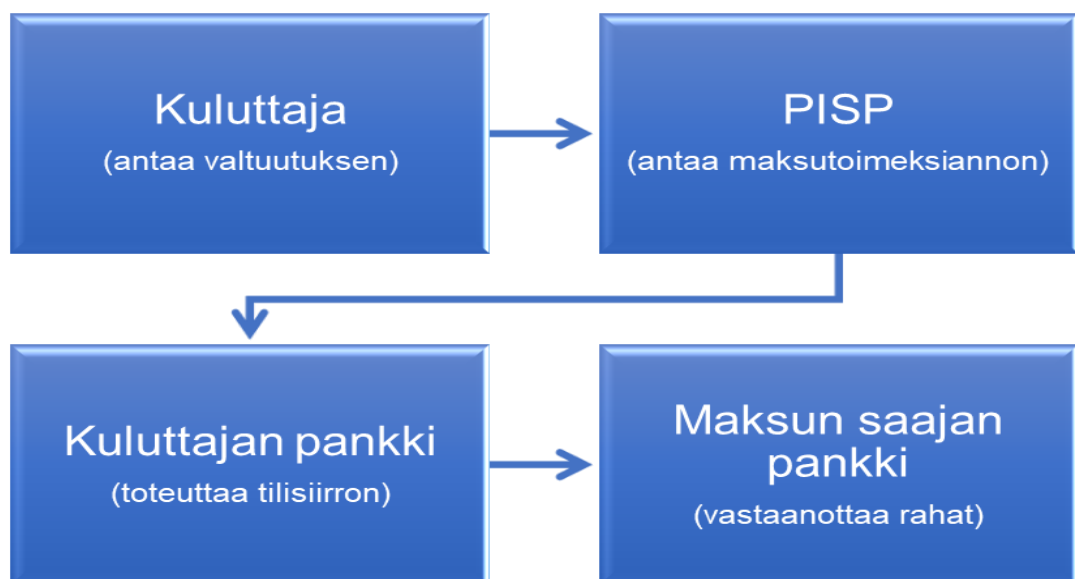 Kuluttaja
(antaa valtuutuksen)
PISP
(antaa maksutoimeksiannon)
Kuluttajan pankki
(toteuttaa tilisiirron)
Maksun saajan
pankki
(vastaanottaa rahat)